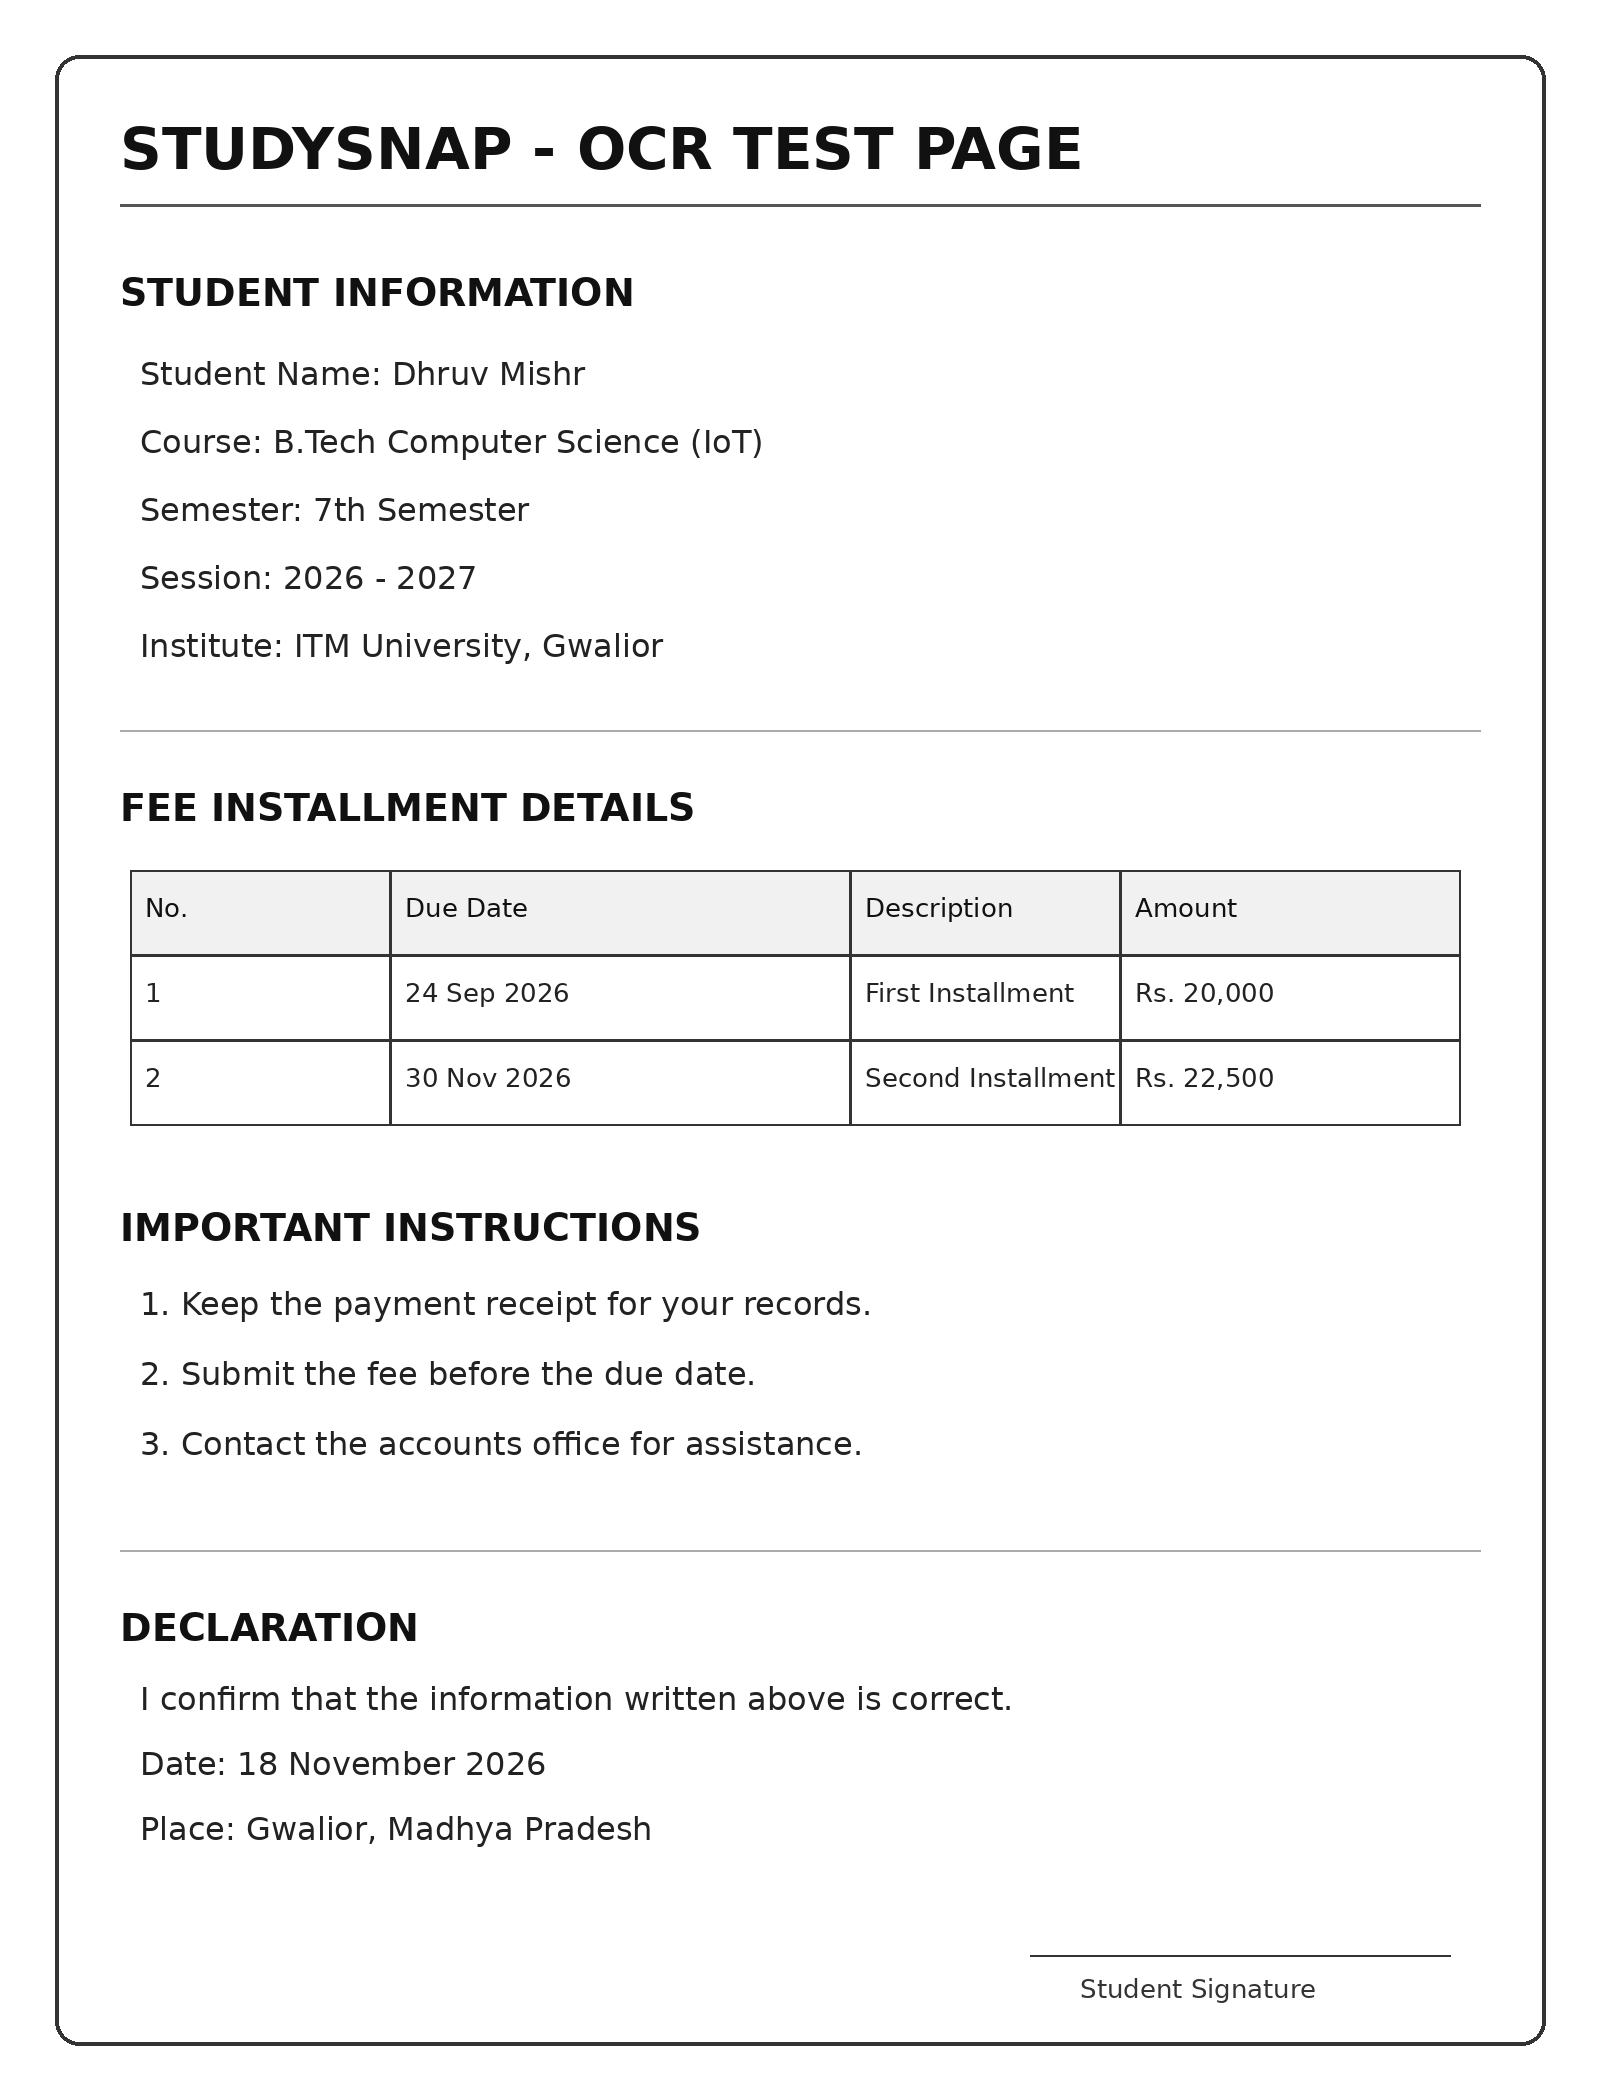 STUDYSNAP - OCR TEST PAGE
STUDENT INFORMATION
Student Name: Dhruv Mishr
Course: B.Tech Computer Science (IoT)
Semester: 7th Semester
Session: 2026 - 2027
Institute: ITM University, Gwalior
FEE INSTALLMENT DETAILS
No. Due Date Description Amount
1 24 Sep 2026 First Installment Rs. 20,000
2 30 Nov 2026 Second Installment Rs. 22,500
IMPORTANT INSTRUCTIONS
1. Keep the payment receipt for your records.
2. Submit the fee before the due date.
3. Contact the accounts office for assistance.
DECLARATION
I confirm that the information written above is correct.
Date: 18 November 2026
Place: Gwalior, Madhya Pradesh
Student Signature